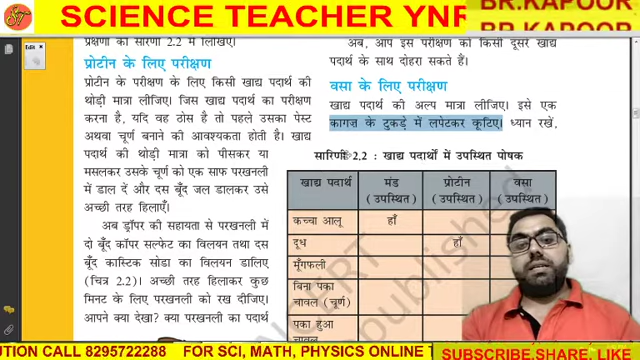 SCIENCE TEACHER YNR
BR.KAPOOR
BR.KAPOOR
प्रेक्षणों को सारणी 2.2 में लिखिए।
प्रोटीन के लिए परीक्षण
प्रोटीन के परीक्षण के लिए किसी खाद्य पदार्थ की
थोड़ी मात्रा लीजिए। जिस खाद्य पदार्थ का परीक्षण
करना है, यदि वह ठोस है तो पहले उसका पेस्ट
अथवा चूर्ण बनाने की आवश्यकता होती है। खाद्य
पदार्थ की थोड़ी मात्रा को पीसकर या
मसलकर उसके चूर्ण को एक साफ परखनली
में डाल दें और दस बूँद जल डालकर उसे
अच्छी तरह हिलाएँ।
अब ड्रॉपर की सहायता से परखनली में
दो बूँद कॉपर सल्फेट का विलयन तथा दस
बूँद कास्टिक सोडा का विलयन डालिए
(चित्र 2.2)। अच्छी तरह हिलाकर कुछ
मिनट के लिए परखनली को रख दीजिए।
आपने क्या देखा? क्या परखनली का पदार्थ
अब, आप इस परीक्षण को किसी दूसरे खाद्य
पदार्थ के साथ दोहरा सकते हैं।
वसा के लिए परीक्षण
खाद्य पदार्थ की अल्प मात्रा लीजिए। इसे एक
कागज़ के टुकड़े में लपेटकर कूटिए। ध्यान रखें,
सारिणी 2.2 : खाद्य पदार्थों में उपस्थित पोषक
खाद्य पदार्थ मंड (उपस्थित) प्रोटीन (उपस्थित) वसा (उपस्थित)
कच्चा आलू हाँ
दूध हाँ
मूँगफली
बिना पका
चावल (चूर्ण)
पका हुआ
चावल
UTION CALL 8295722288 FOR SCI, MATH, PHYSICS ONLINE T
SUBSCRIBE,SHARE, LIKE